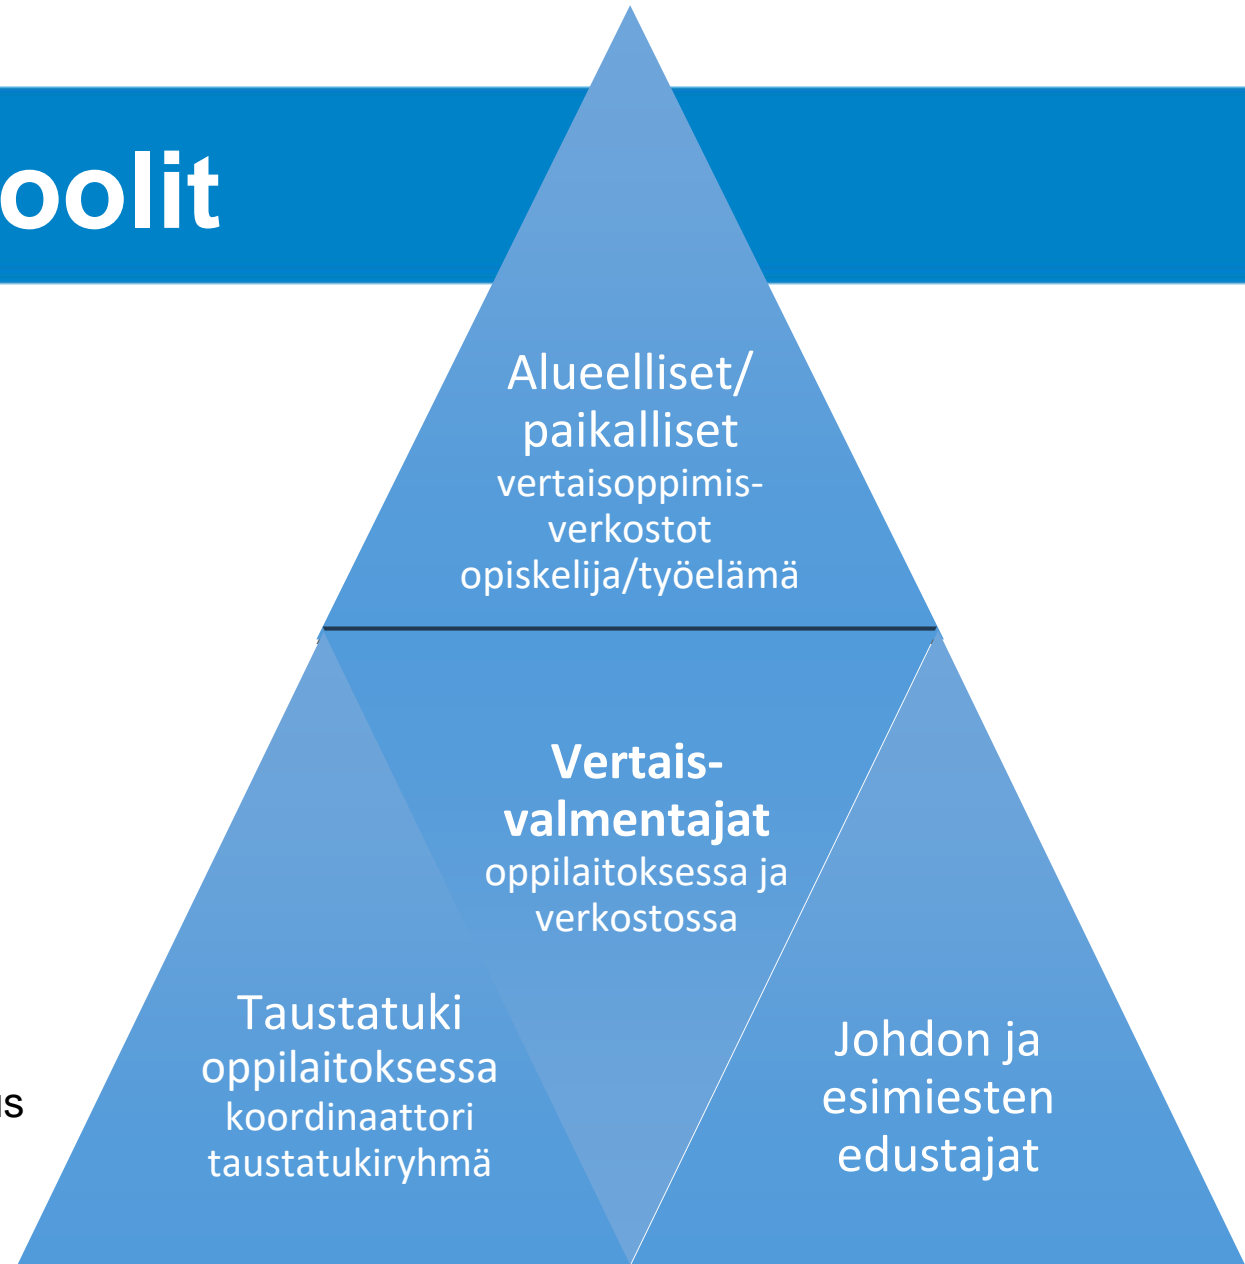 oolit
Alueelliset/
paikalliset
vertaisoppimis-
verkostot
opiskelija/työelämä
Vertais-
valmentajat
oppilaitoksessa ja
verkostossa
Taustatuki
oppilaitoksessa
koordinaattori
taustatukiryhmä
Johdon ja
esimiesten
edustajat